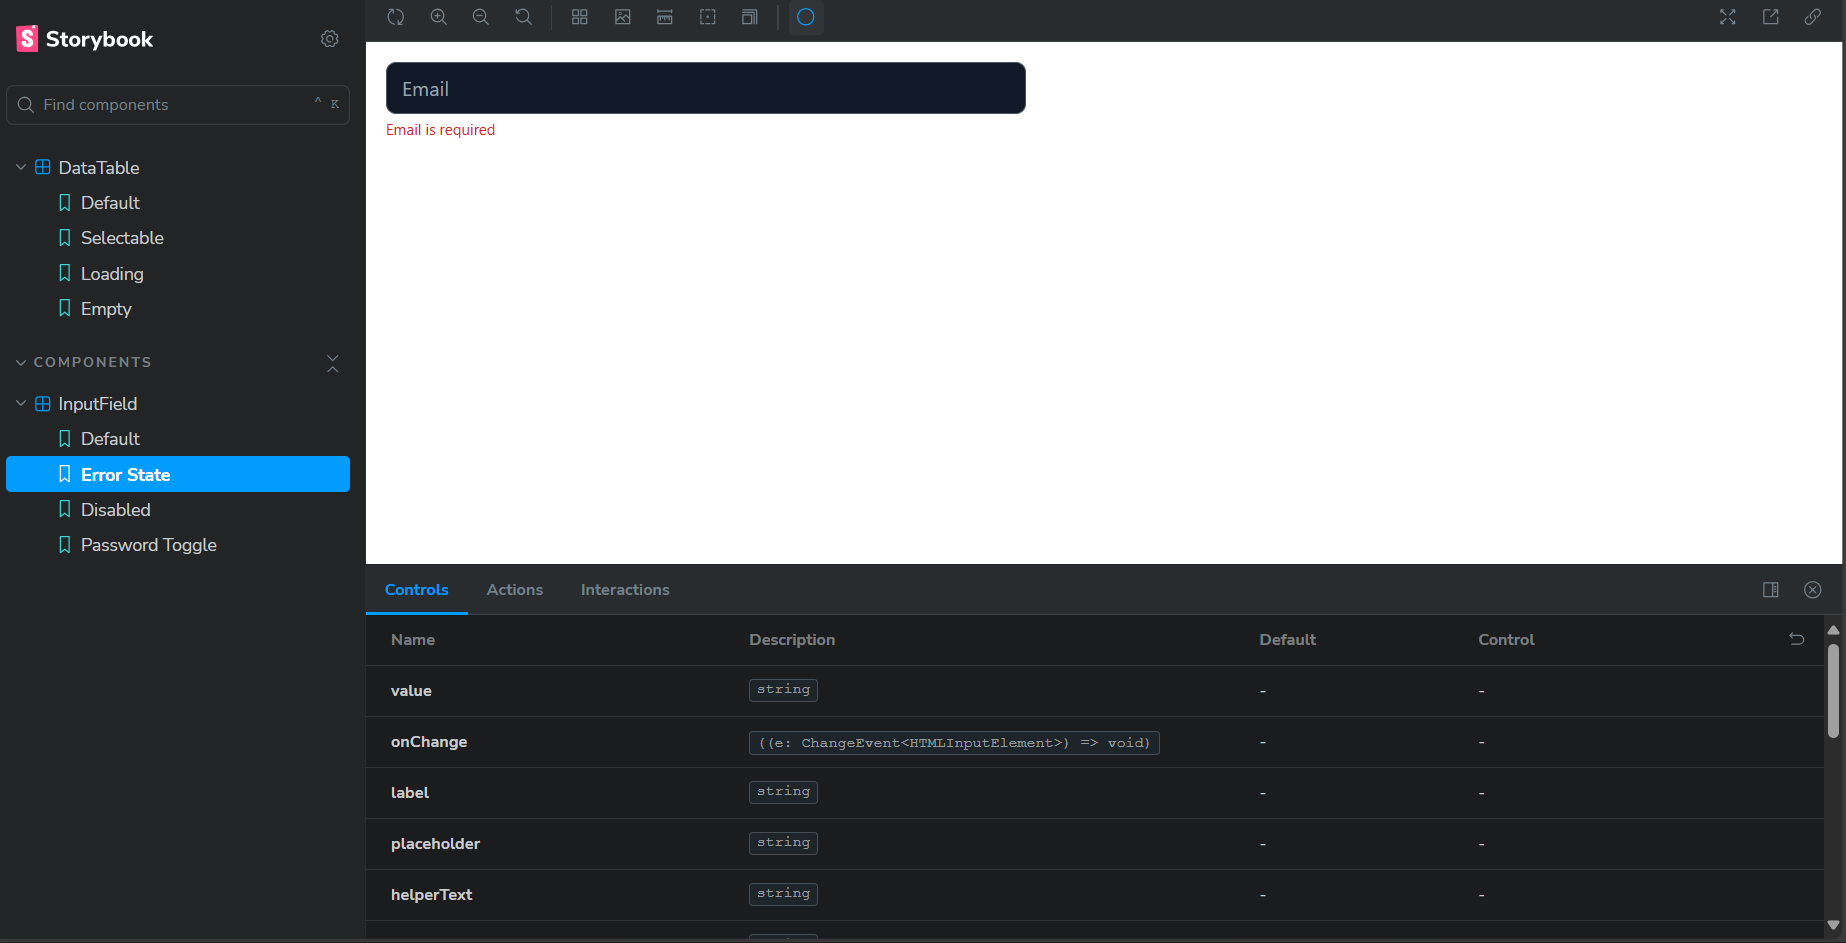 Storybook
Find components
^ K
DataTable
Default
Selectable
Loading
Empty
COMPONENTS
InputField
Default
Error State
Disabled
Password Toggle
Email
Email is required
Controls Actions Interactions
Name Description Default Control
value string - -
onChange ((e: ChangeEvent<HTMLInputElement>) => void) - -
label string - -
placeholder string - -
helperText string - -